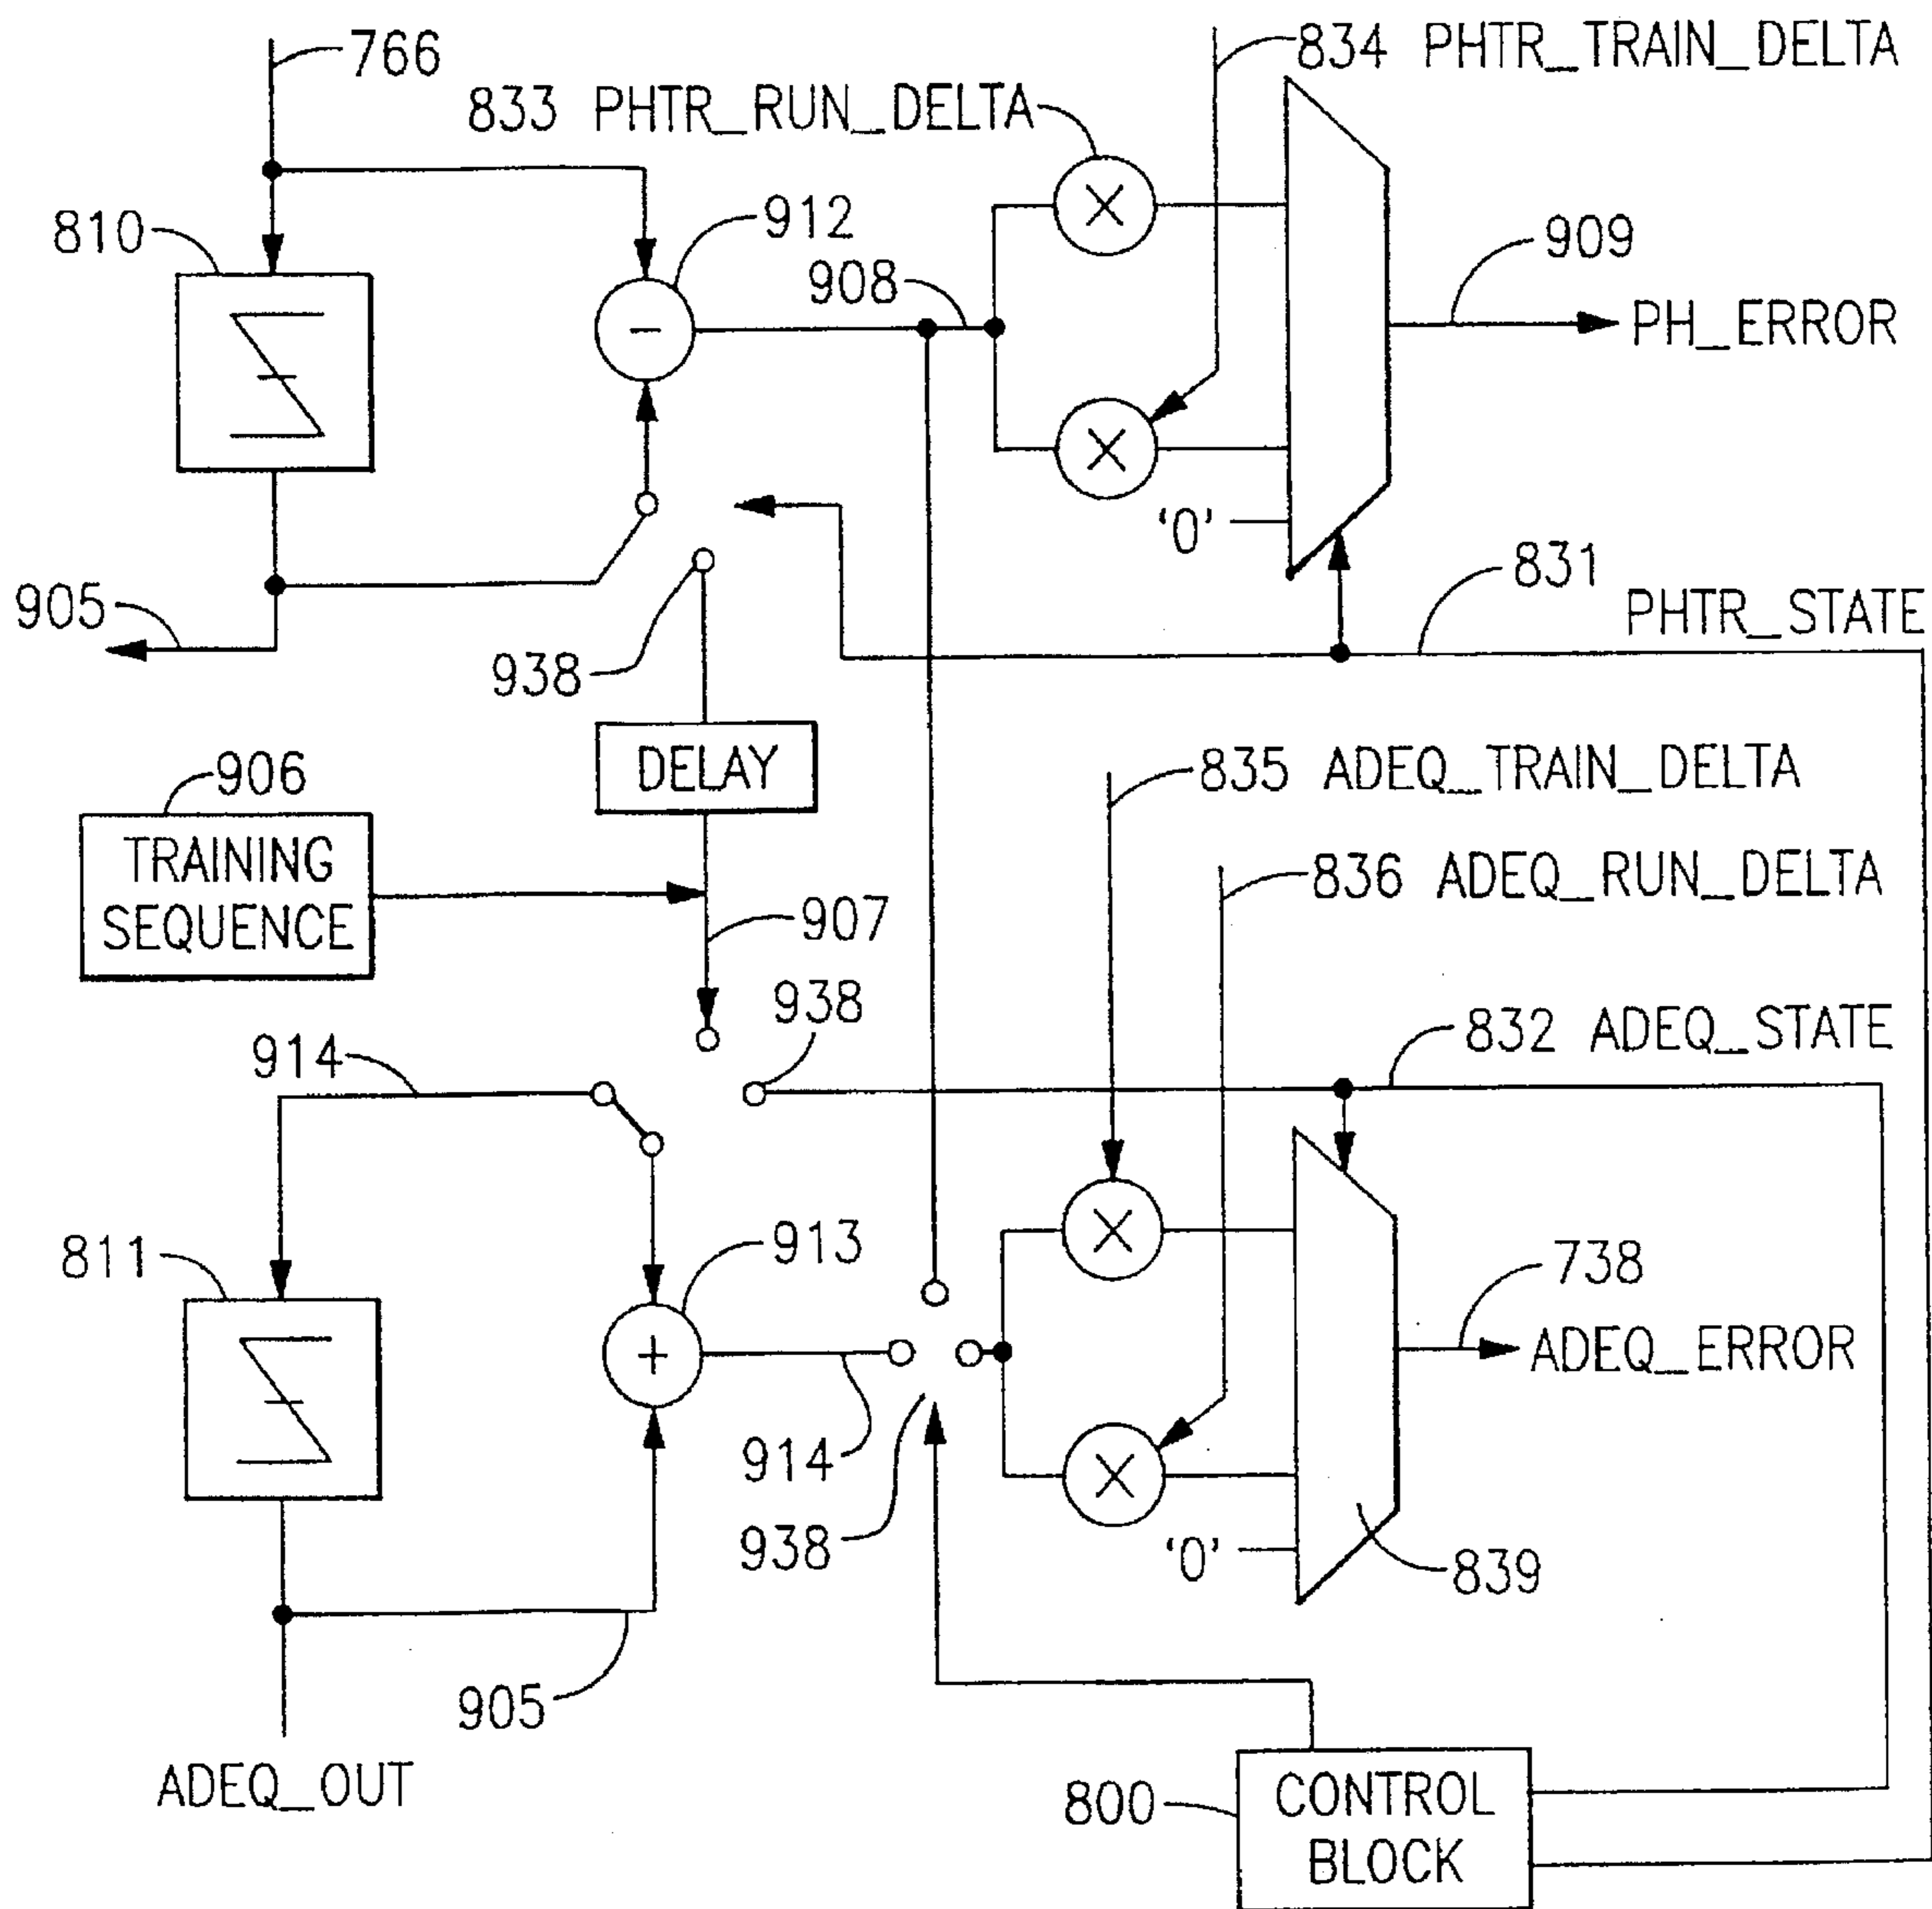 766
834 PHTR_TRAIN_DELTA
833 PHTR_RUN_DELTA
810
912
908
909
PH_ERROR
'0'
831
PHTR_STATE
905
938
DELAY
906
TRAINING
SEQUENCE
835 ADEQ_TRAIN_DELTA
836 ADEQ_RUN_DELTA
907
938
832 ADEQ_STATE
914
811
913
738
ADEQ_ERROR
914
938
'0'
839
905
ADEQ_OUT
800
CONTROL
BLOCK